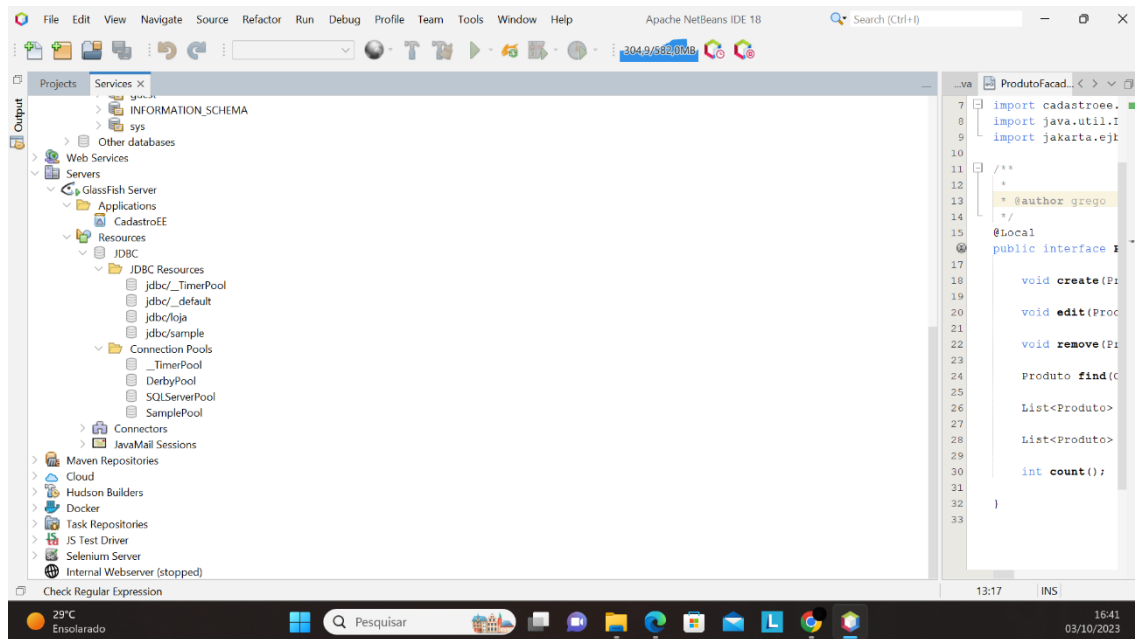 File Edit View Navigate Source Refactor Run Debug Profile Team Tools Window Help Apache NetBeans IDE 18 Search (Ctrl+I)
304,9/582,0MB
Projects Services
Output
guest
INFORMATION_SCHEMA
sys
Other databases
Web Services
Servers
GlassFish Server
Applications
CadastroEE
Resources
JDBC
JDBC Resources
jdbc/__TimerPool
jdbc/__default
jdbc/loja
jdbc/sample
Connection Pools
__TimerPool
DerbyPool
SQLServerPool
SamplePool
Connectors
JavaMail Sessions
Maven Repositories
Cloud
Hudson Builders
Docker
Task Repositories
JS Test Driver
Selenium Server
Internal Webserver (stopped)
...va ProdutoFacad...
7 import cadastroee.
8 import java.util.
9 import jakarta.ejb
10
11 /**
12 *
13 * @author grego
14 */
15 @Local
public interface
17
18 void create(Pr
19
20 void edit(Prod
21
22 void remove(Pr
23
24 Produto find(
25
26 List<Produto>
27
28 List<Produto>
29
30 int count();
31
32 }
33
Check Regular Expression 13:17 INS
29°C
Ensolarado
Pesquisar
16:41
03/10/2023